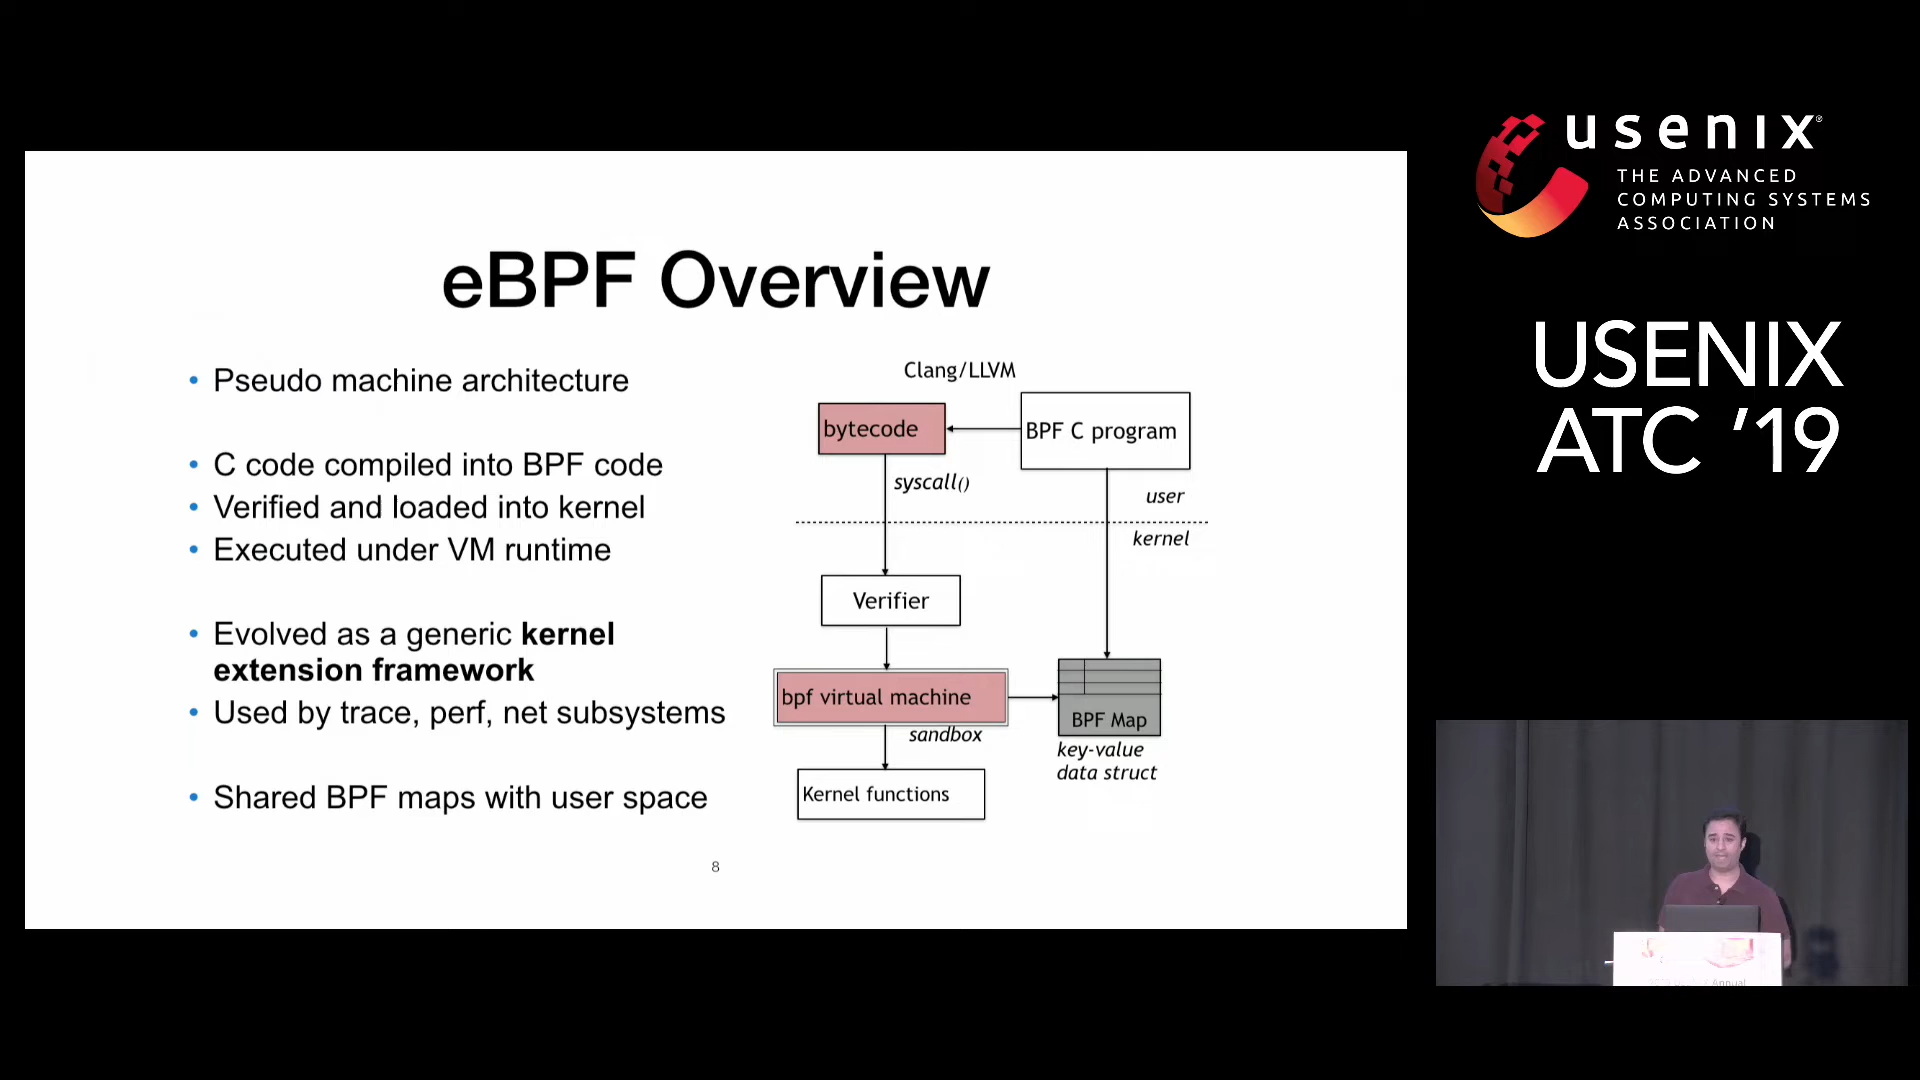 eBPF Overview
• Pseudo machine architecture
• C code compiled into BPF code
• Verified and loaded into kernel
• Executed under VM runtime
• Evolved as a generic kernel
extension framework
• Used by trace, perf, net subsystems
• Shared BPF maps with user space
Clang/LLVM
bytecode
BPF C program
syscall()
user
kernel
Verifier
bpf virtual machine
sandbox
BPF Map
key-value
data struct
Kernel functions
8
usenix®
THE ADVANCED
COMPUTING SYSTEMS
ASSOCIATION
USENIX
ATC ’19
Annual